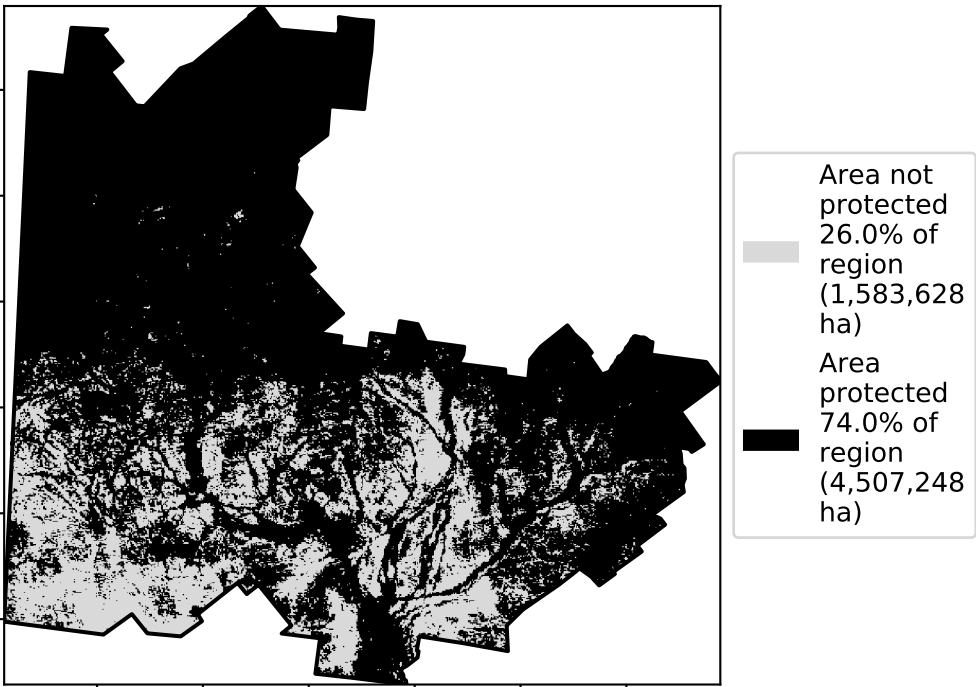 Area not
protected
26.0% of
region
(1,583,628
ha)
Area
protected
74.0% of
region
(4,507,248
ha)